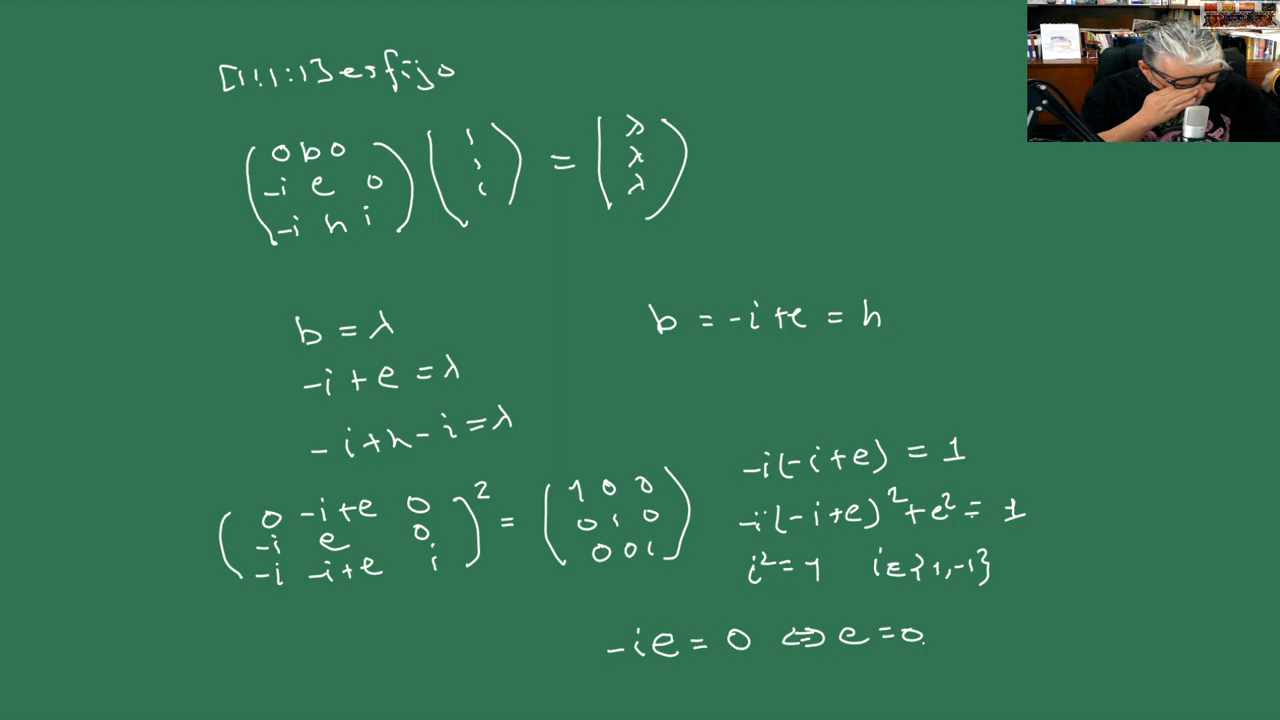 [1:1:1] es fijo
( 0 b 0 ; -i e 0 ; -i h i ) ( 1 ; 1 ; 1 ) = ( λ ; λ ; λ )
b = λ
-i + e = λ
-i + h - i = λ
b = -i + e = h
( 0 -i+e 0 ; -i e 0 ; -i -i+e i )² = ( 1 0 0 ; 0 1 0 ; 0 0 1 )
-i(-i+e) = 1
-i(-i+e)² + e² = 1
i² = 1 i ∈ {1,-1}
-ie = 0 ⇔ e = 0.